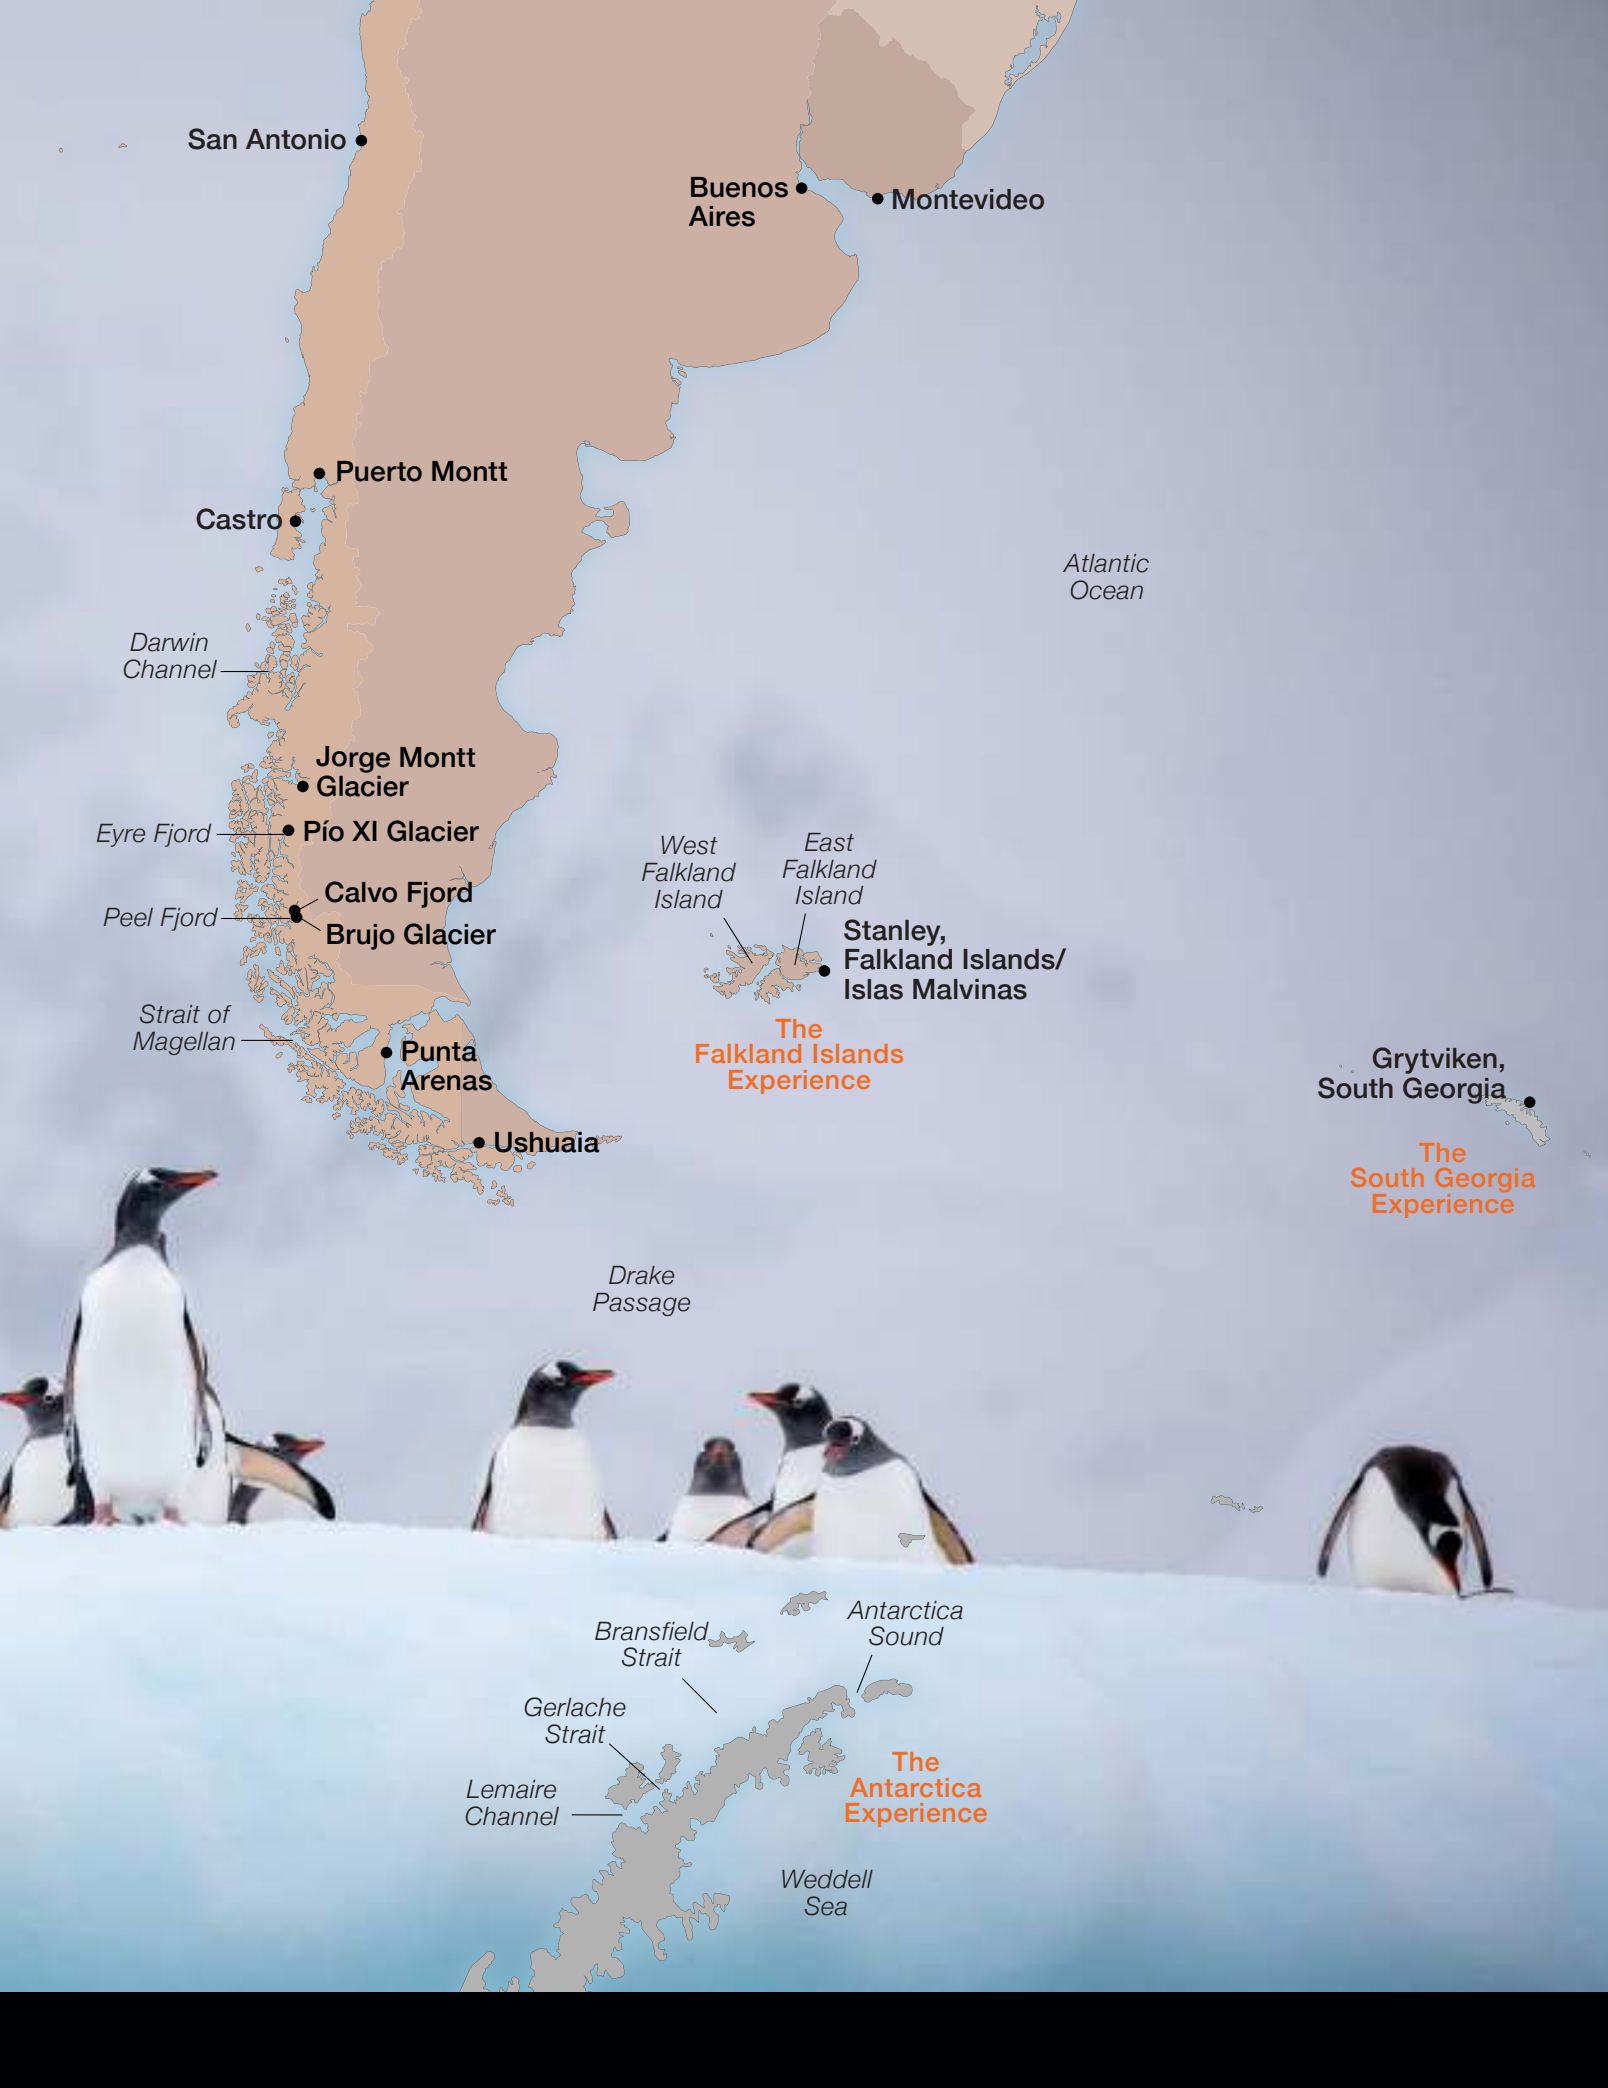 San Antonio
Buenos
Aires
Montevideo
Puerto Montt
Castro
Atlantic
Ocean
Darwin
Channel
Jorge Montt
Glacier
Eyre Fjord
Pío XI Glacier
West
Falkland
Island
East
Falkland
Island
Calvo Fjord
Peel Fjord
Brujo Glacier
Stanley,
Falkland Islands/
Islas Malvinas
Strait of
Magellan
The
Falkland Islands
Experience
Punta
Arenas
Grytviken,
South Georgia
Ushuaia
The
South Georgia
Experience
Drake
Passage
Bransfield
Strait
Antarctica
Sound
Gerlache
Strait
The
Antarctica
Experience
Lemaire
Channel
Weddell
Sea